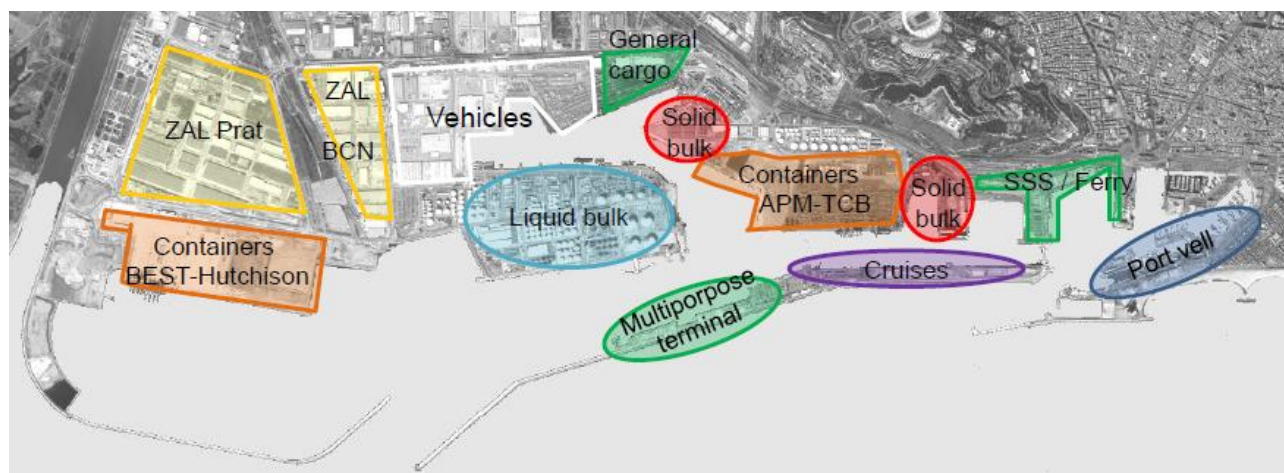 General
cargo
ZAL
BCN
Vehicles
ZAL Prat
Solid
bulk
Containers
APM-TCB
Solid
bulk
SSS / Ferry
Liquid bulk
Containers
BEST-Hutchison
Cruises
Port vell
Multiporpose
terminal